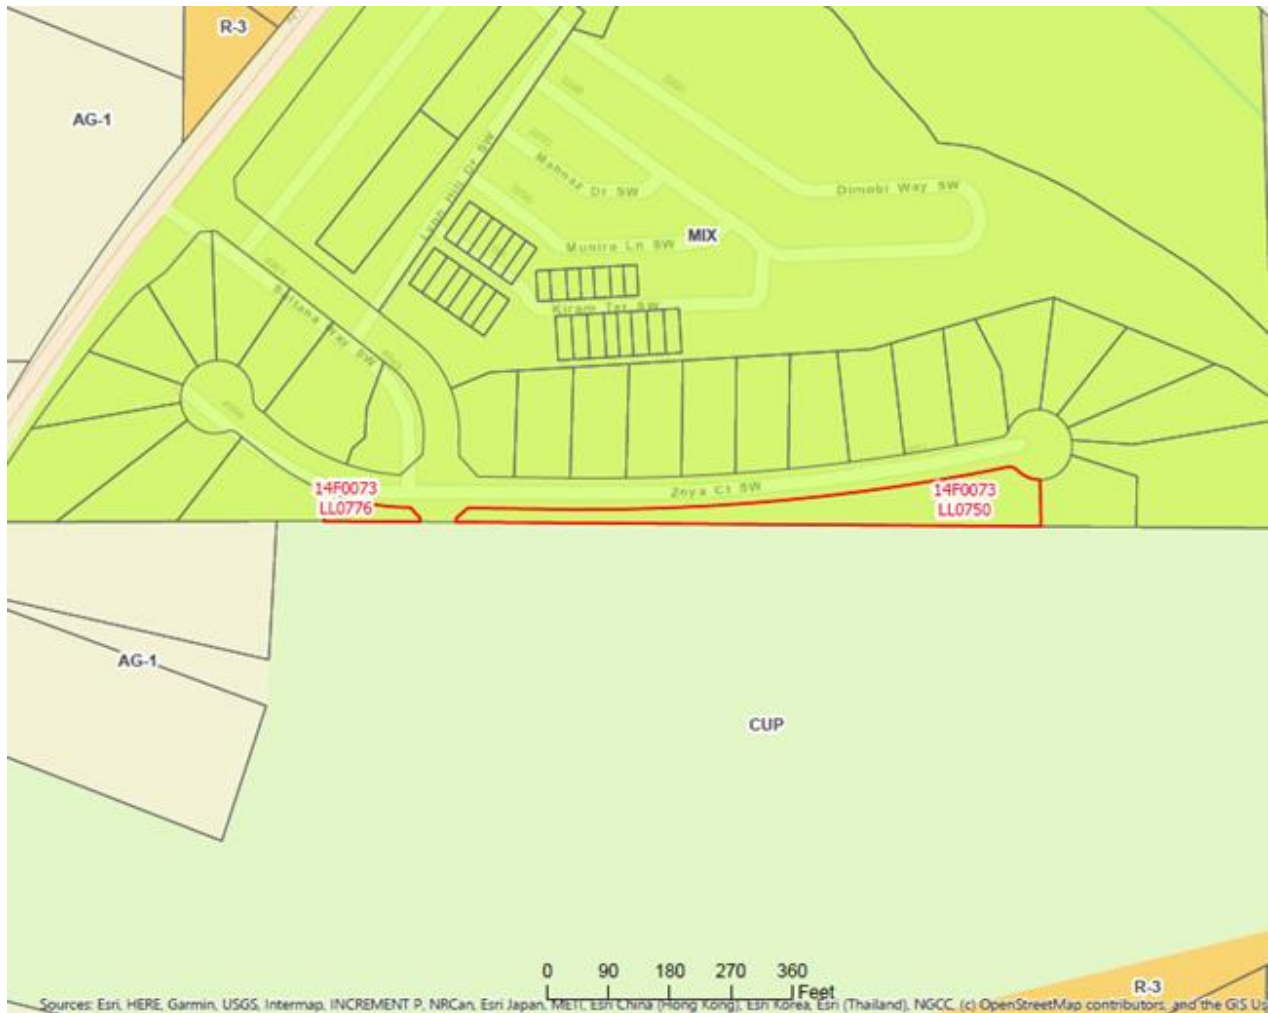 R-3
AG-1
Dimobi Way SW
Mahnaz Dr SW
Munira Ln SW
MIX
Kiram Ter SW
14F0073
LL0776
Zoya Ct SW
14F0073
LL0750
AG-1
CUP
0 90 180 270 360
Feet
R-3
Sources: Esri, HERE, Garmin, USGS, Intermap, INCREMENT P, NRCan, Esri Japan, METI, Esri China (Hong Kong), Esri Korea, Esri (Thailand), NGCC, (c) OpenStreetMap contributors, and the GIS Us